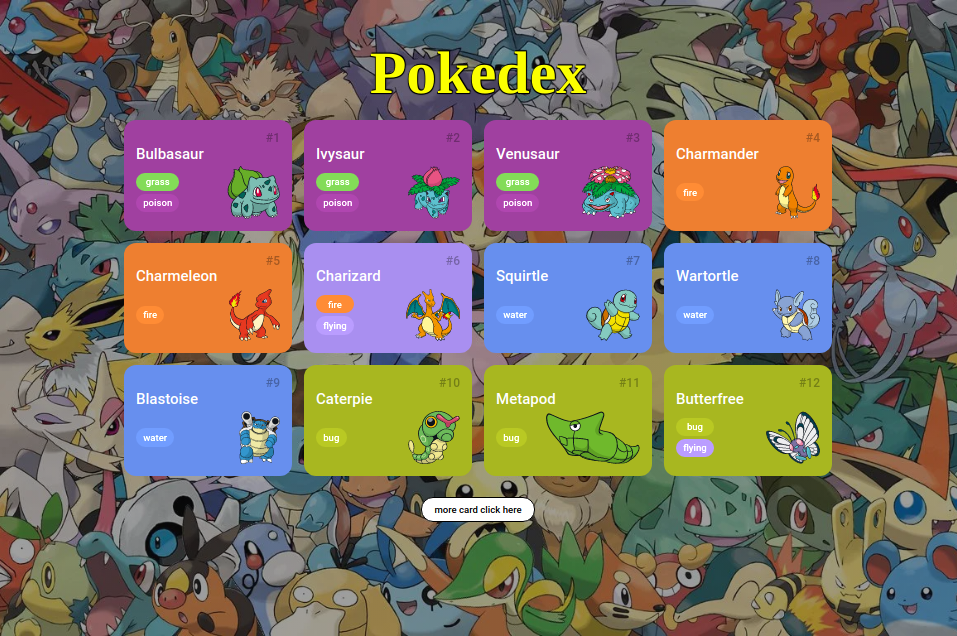 Pokedex
#1
Bulbasaur
grass
poison
#2
Ivysaur
grass
poison
#3
Venusaur
grass
poison
#4
Charmander
fire
#5
Charmeleon
fire
#6
Charizard
fire
flying
#7
Squirtle
water
#8
Wartortle
water
#9
Blastoise
water
#10
Caterpie
bug
#11
Metapod
bug
#12
Butterfree
bug
flying
more card click here